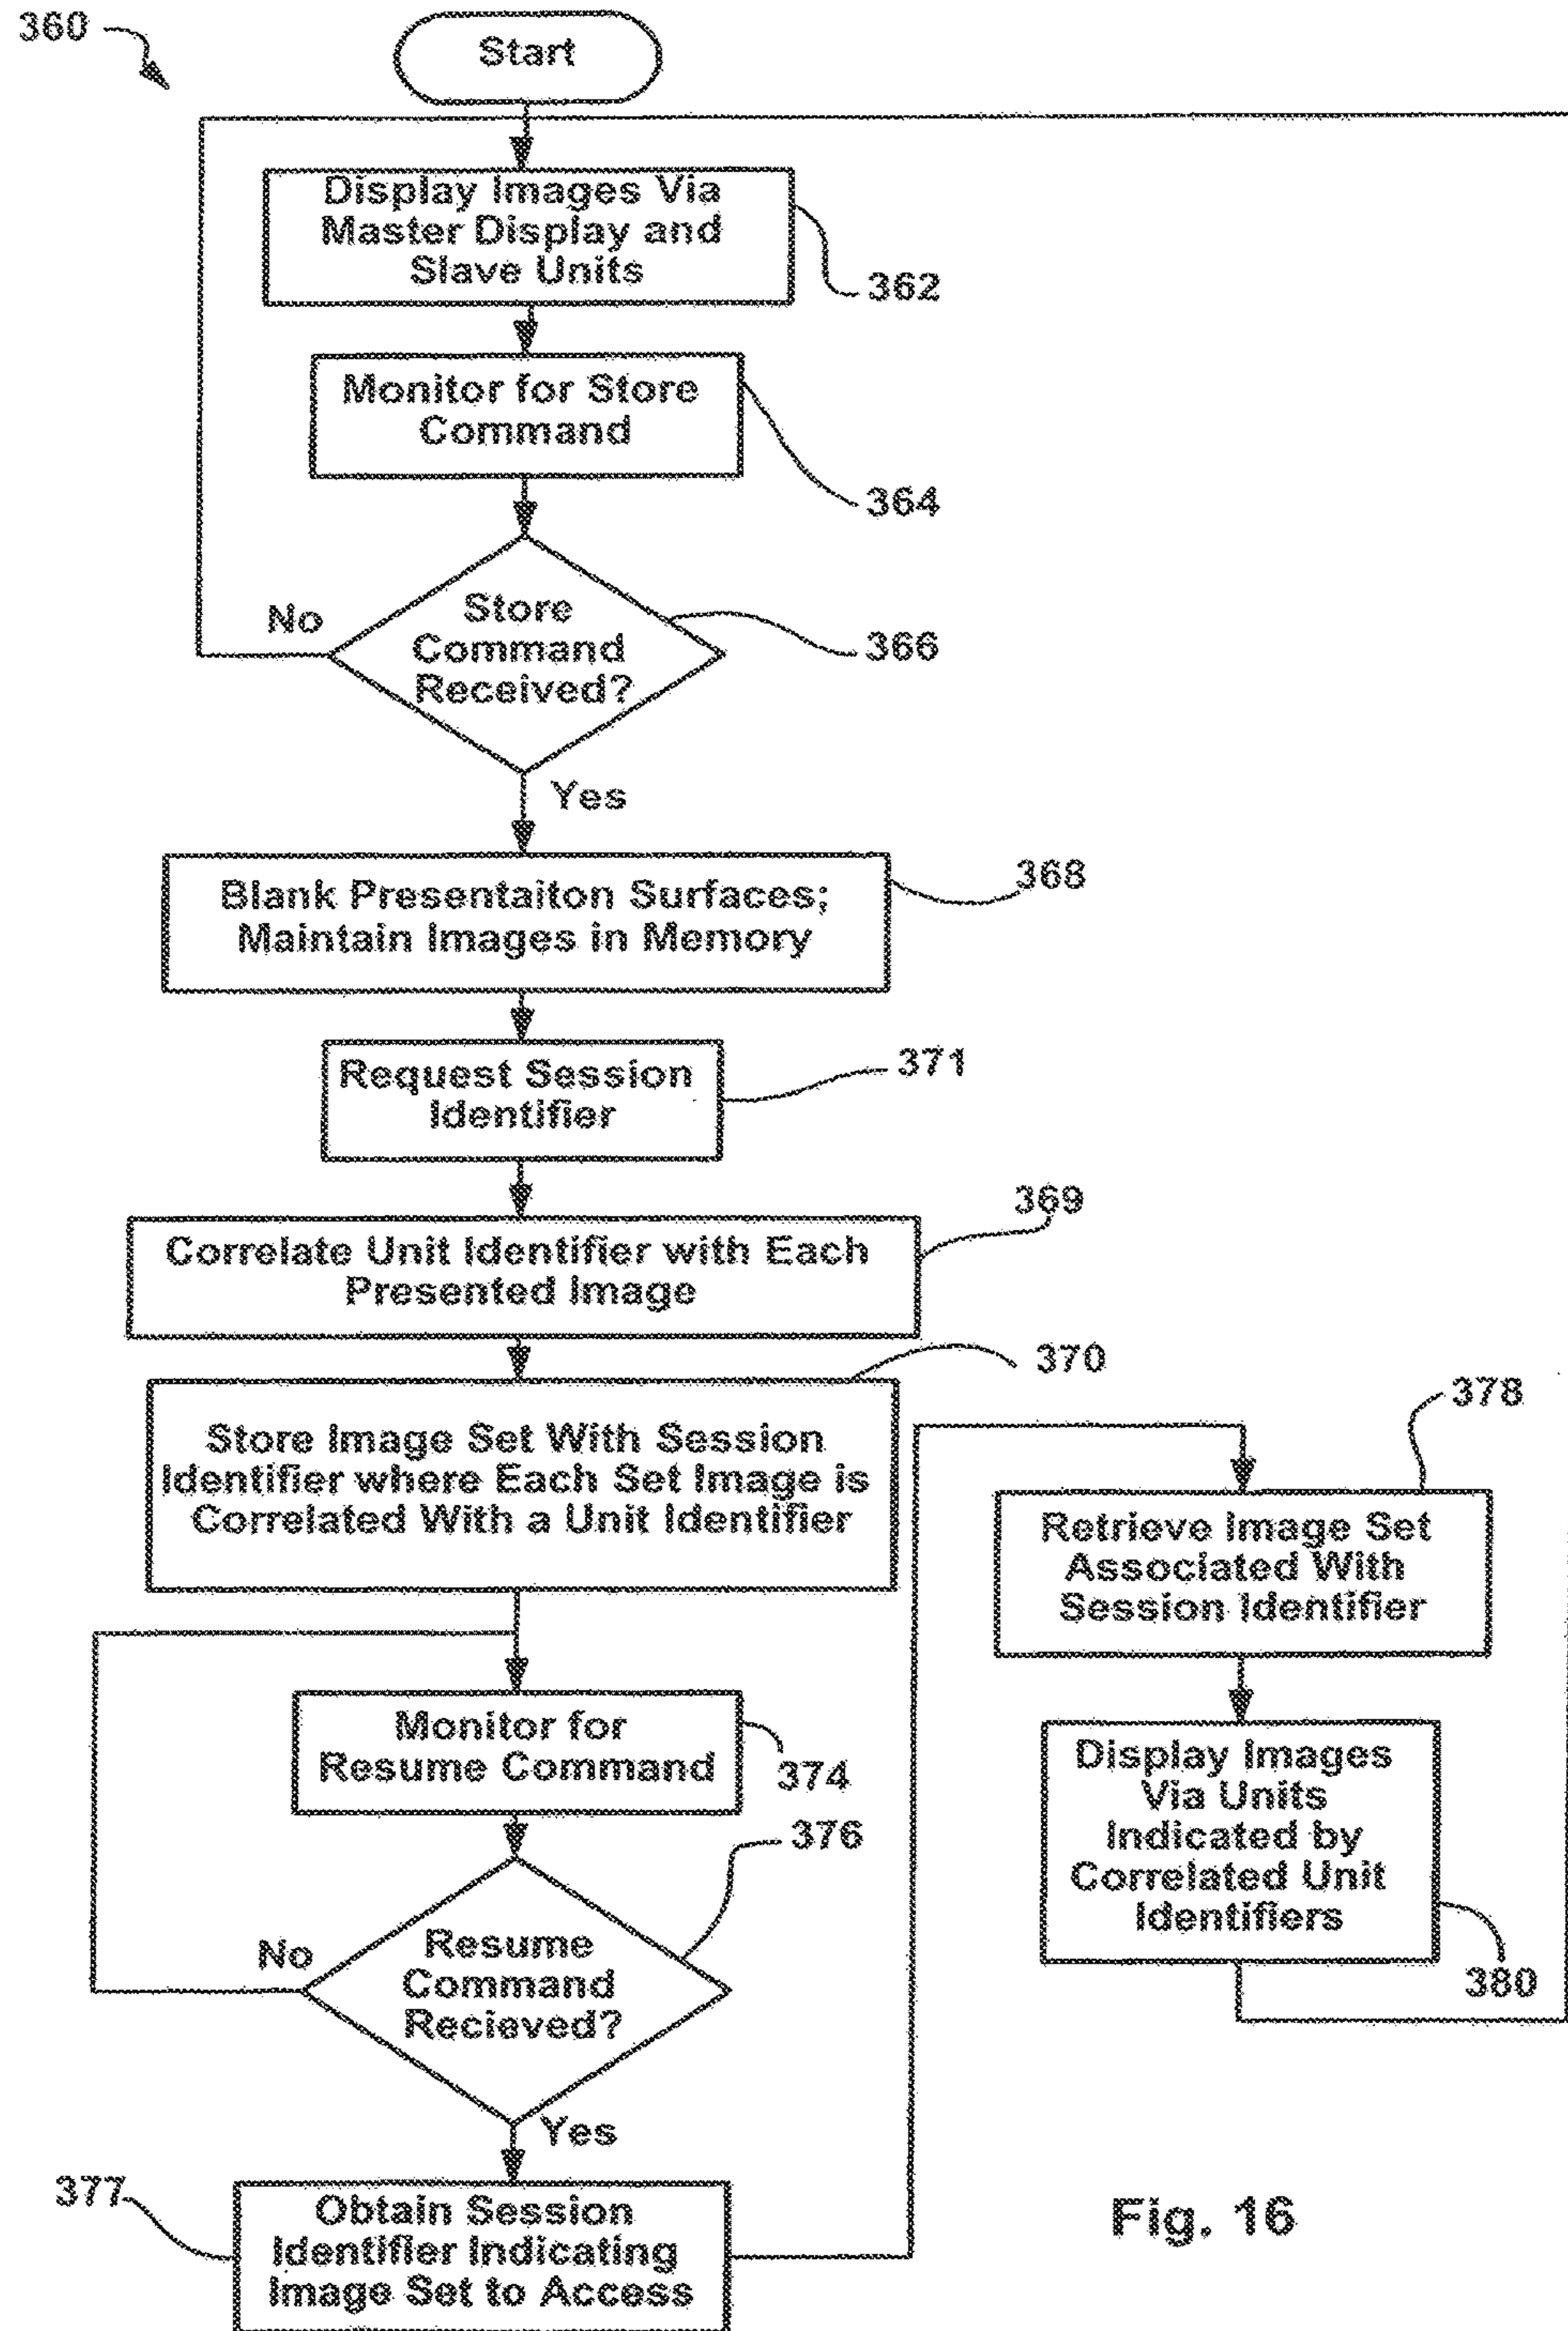 360
Start
Display Images Via
Master Display and
Slave Units
362
Monitor for Store
Command
364
Store
Command
Received?
366
No
Yes
Blank Presentaiton Surfaces;
Maintain Images in Memory
368
Request Session
Identifier
371
Correlate Unit Identifier with Each
Presented Image
369
Store Image Set With Session
Identifier where Each Set Image is
Correlated With a Unit Identifier
370
Monitor for
Resume Command
374
Resume
Command
Recieved?
376
No
Yes
Obtain Session
Identifier Indicating
Image Set to Access
377
Retrieve Image Set
Associated With
Session Identifier
378
Display Images
Via Units
Indicated by
Correlated Unit
Identifiers
380
Fig. 16